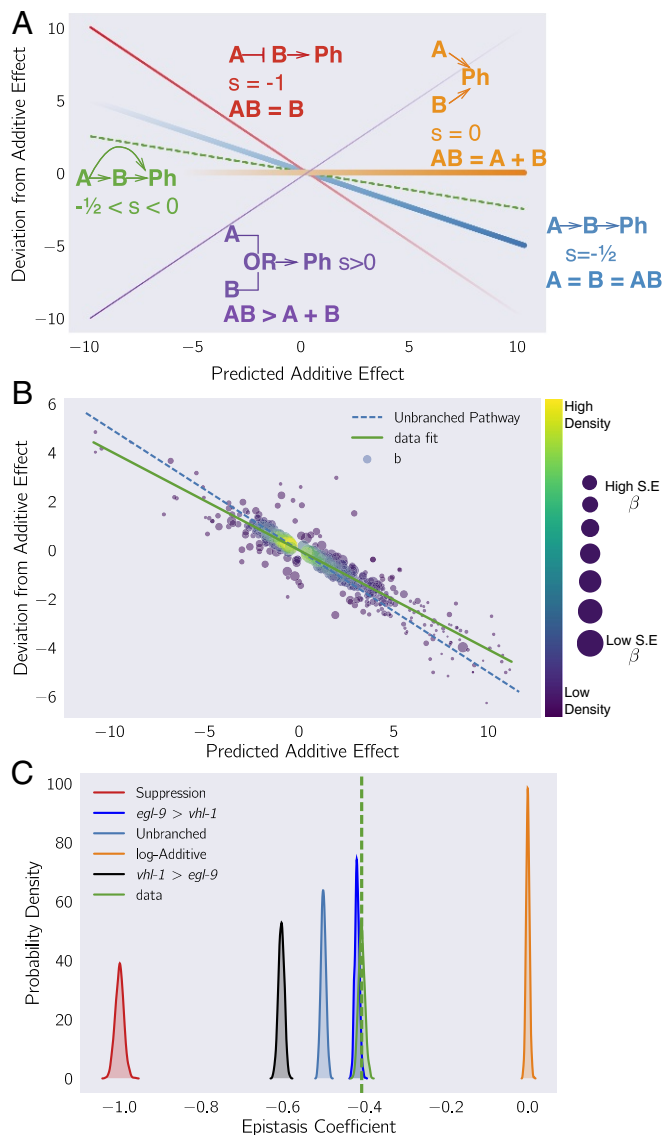 A
Deviation from Additive Effect
10
5
0
−5
−10
A B Ph
s = -1
AB = B
A
Ph
B
s = 0
AB = A + B
A B Ph
-½ < s < 0
A B Ph
s=-½
A = B = AB
A
OR Ph s>0
B
AB > A + B
−10 −5 0 5 10
Predicted Additive Effect
B
Deviation from Additive Effect
6
4
2
0
−2
−4
−6
Unbranched Pathway
data fit
b
−10 −5 0 5 10
Predicted Additive Effect
High
Density
Low
Density
High S.E
β
Low S.E
β
C
Probability Density
100
80
60
40
20
0
Suppression
egl-9 > vhl-1
Unbranched
log-Additive
vhl-1 > egl-9
data
−1.0 −0.8 −0.6 −0.4 −0.2 0.0
Epistasis Coefficient